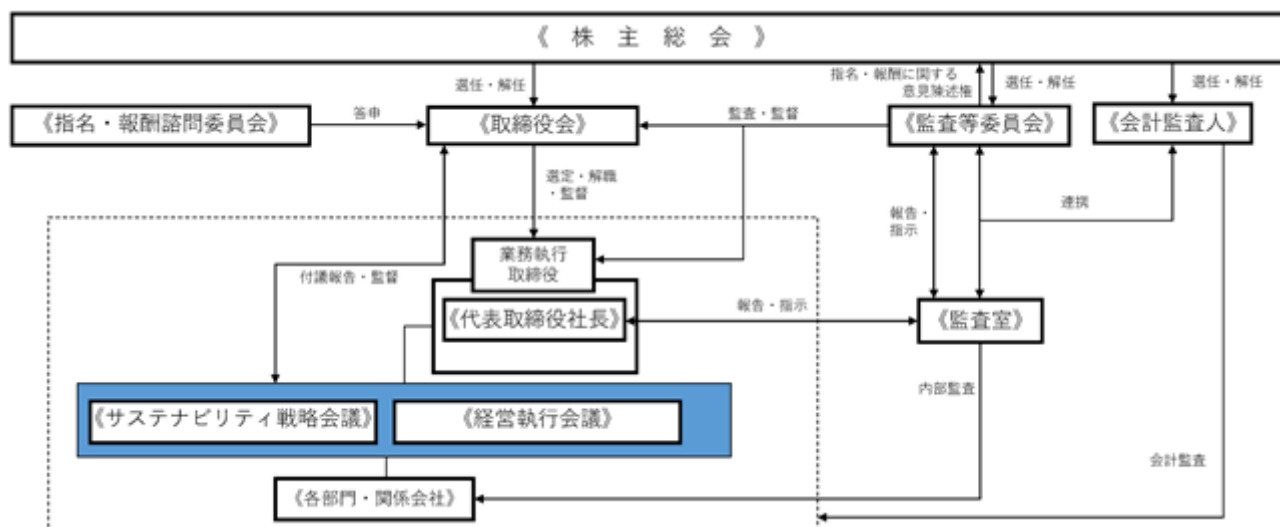 《 株 主 総 会 》
選任・解任
指名・報酬に関する
意見陳述権
選任・解任
選任・解任
《指名・報酬諮問委員会》
答申
《取締役会》
監査・監督
《監査等委員会》
《会計監査人》
選定・解職
・監督
報告・
指示
連携
業務執行
取締役
付議報告・監督
《代表取締役社長》
報告・指示
《監査室》
内部監査
《サステナビリティ戦略会議》
《経営執行会議》
会計監査
《各部門・関係会社》